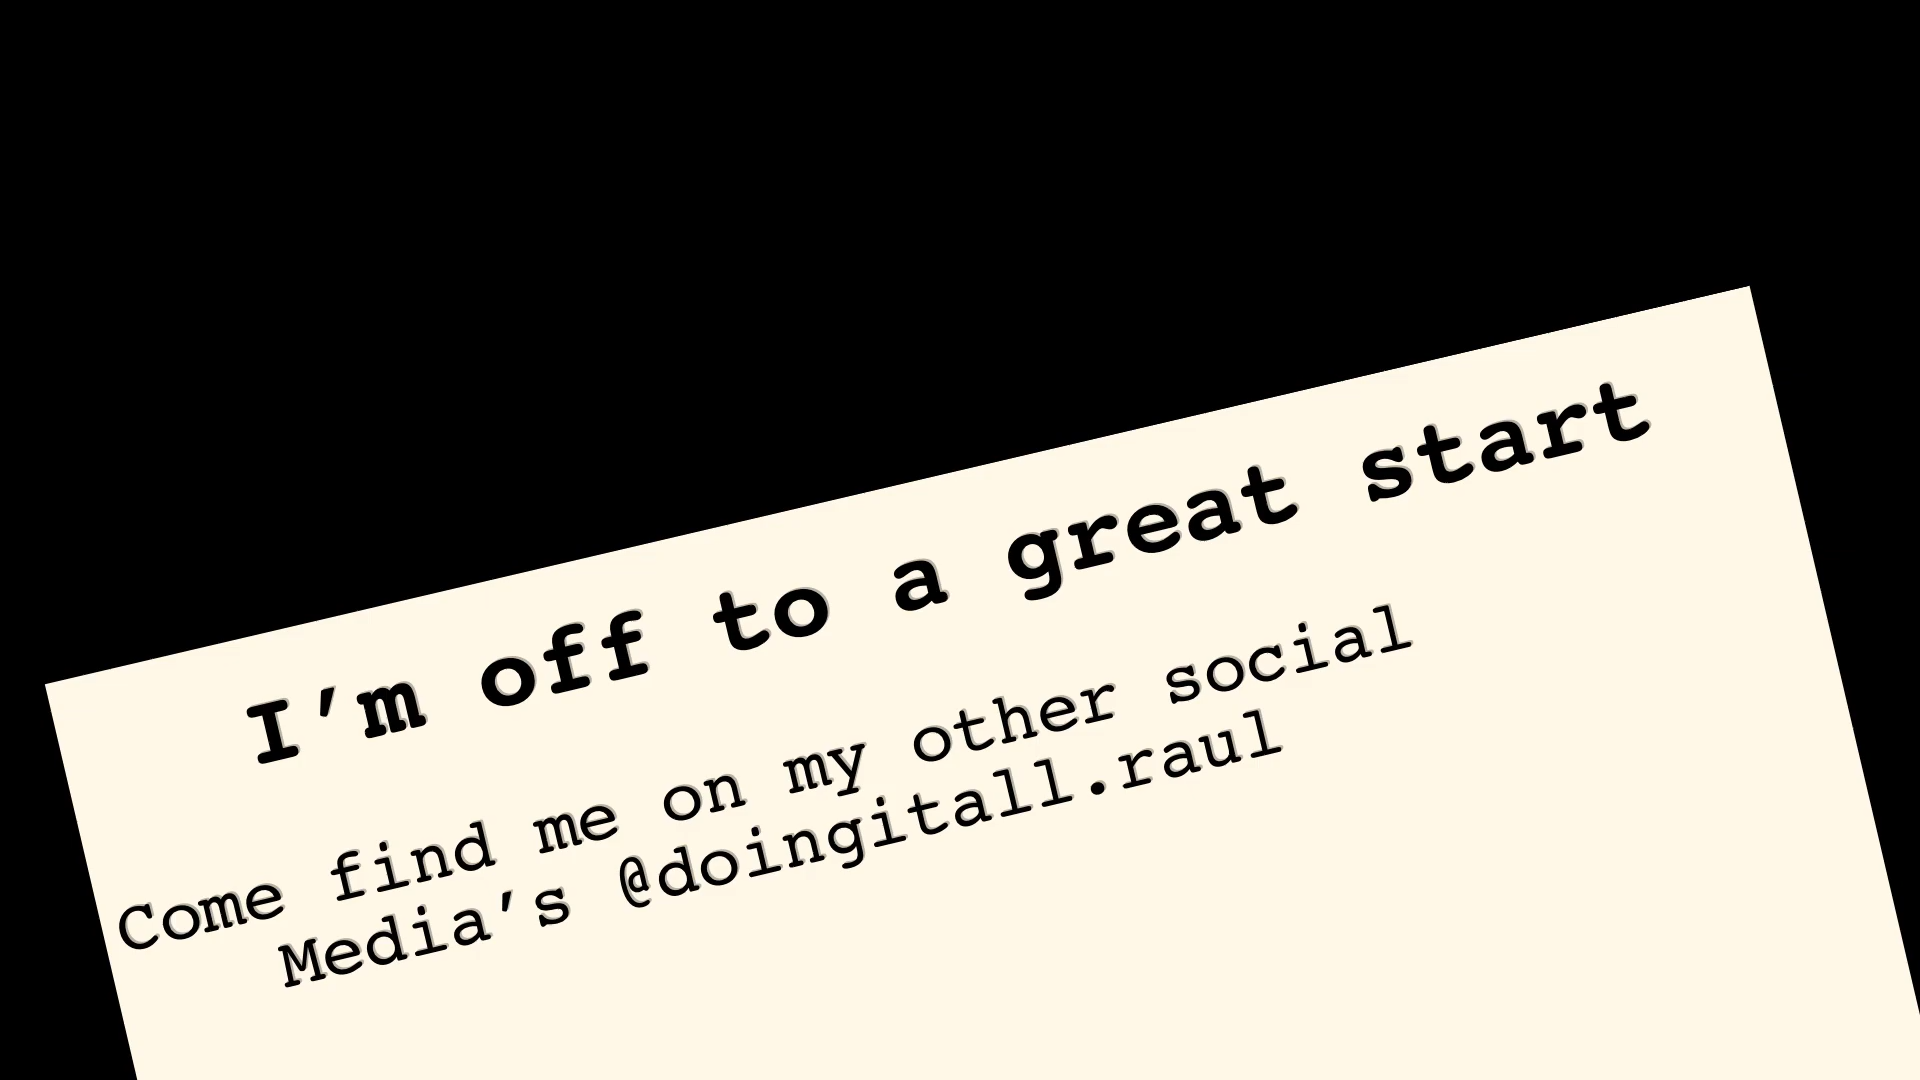 I’m off to a great start
Come find me on my other social
Media’s @doingitall.raul